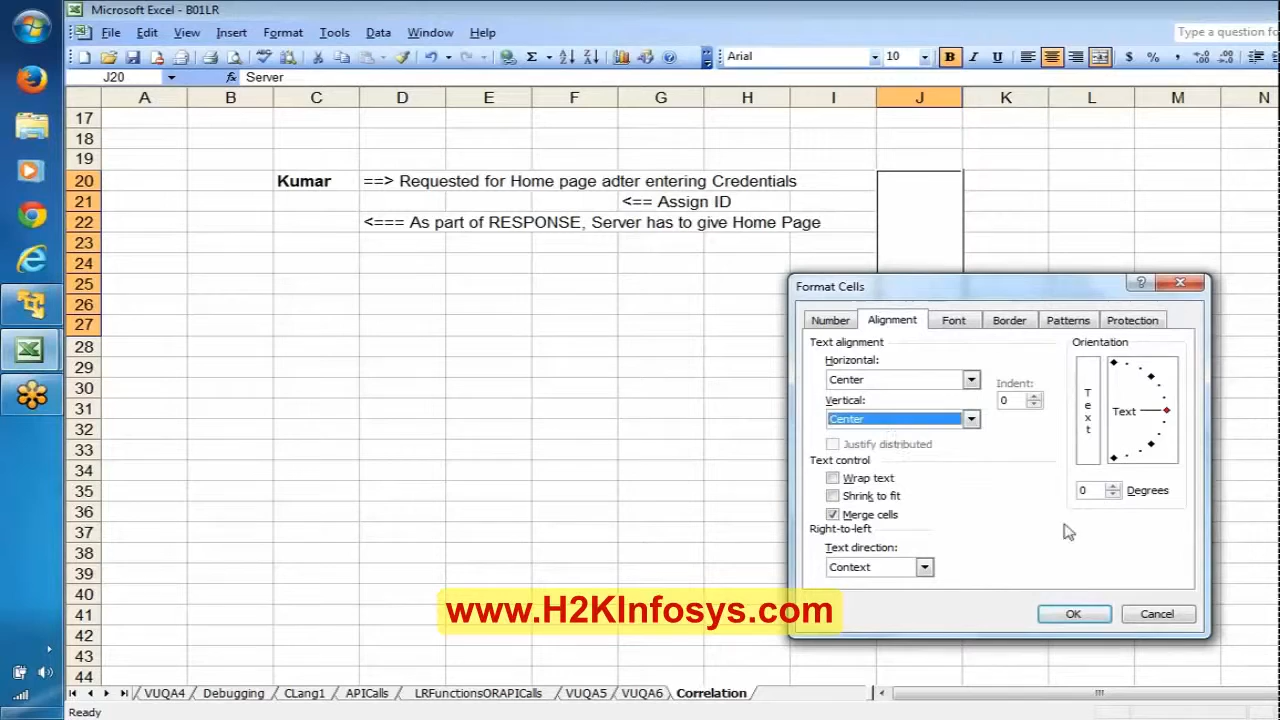 Microsoft Excel - B01LR
File Edit View Insert Format Tools Data Window Help
Type a question fo
Arial 10 B I U $ % ,
J20 fx Server
A B C D E F G H I J K L M N
17
18
19
20 Kumar ==> Requested for Home page adter entering Credentials
21 <== Assign ID
22 <=== As part of RESPONSE, Server has to give Home Page
23
24
25
26
27
28
29
30
31
32
33
34
35
36
37
38
39
40
41
42
43
44
Format Cells
Number Alignment Font Border Patterns Protection
Text alignment
Horizontal:
Center
Vertical:
Center
Indent:
0
Justify distributed
Text control
Wrap text
Shrink to fit
Merge cells
Right-to-left
Text direction:
Context
Orientation
Text
Text
0 Degrees
OK Cancel
www.H2KInfosys.com
VUQA4 Debugging CLang1 APICalls LRFunctionsORAPICalls VUQA5 VUQA6 Correlation
Ready